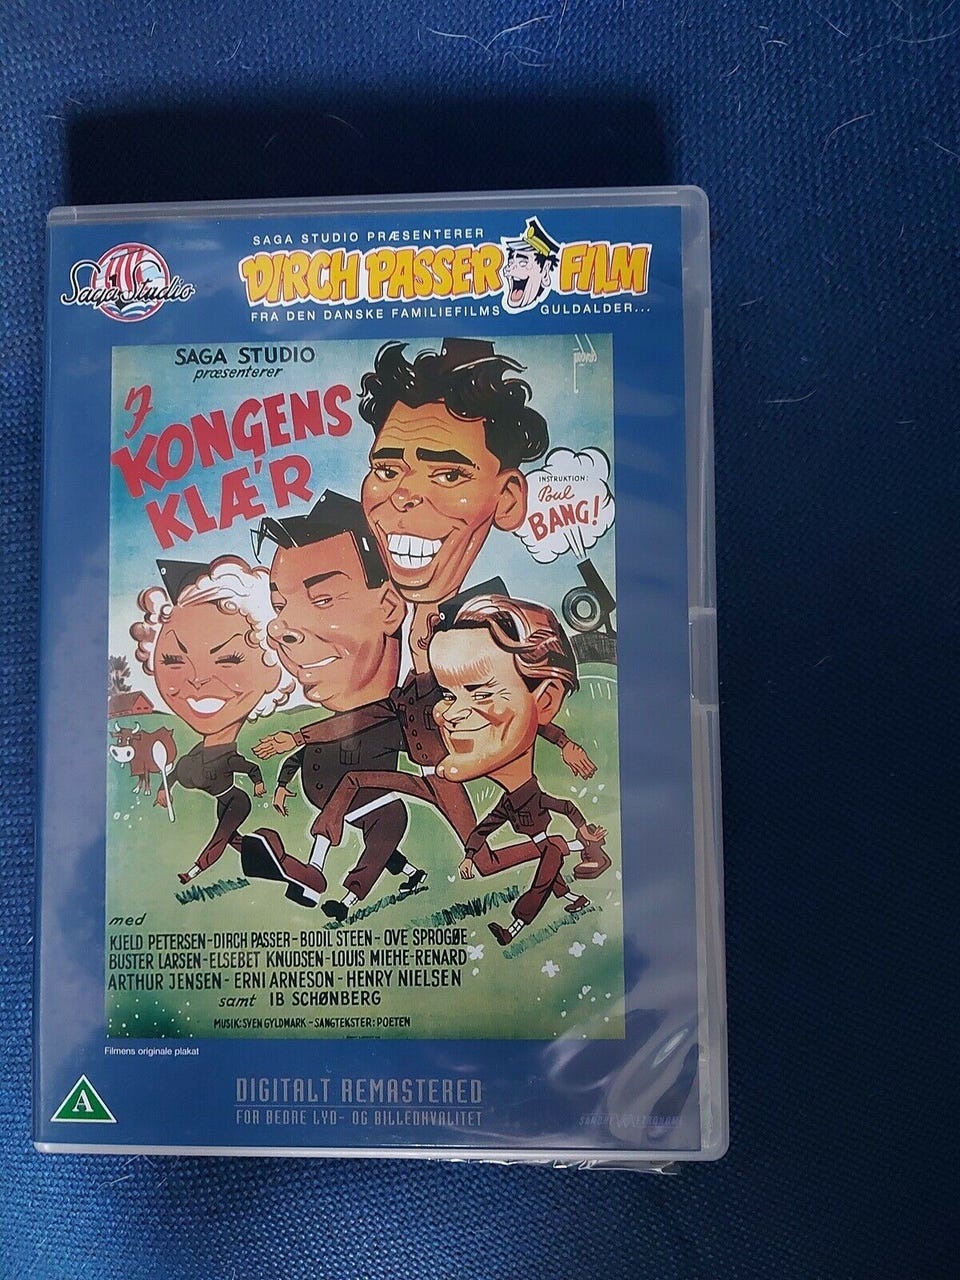 Saga Studio
SAGA STUDIO PRÆSENTERER
DIRCH PASSER FILM
FRA DEN DANSKE FAMILIEFILMS GULDALDER...
SAGA STUDIO
præsenterer
I
KONGENS
KLÆ'R
INSTRUKTION:
Poul
BANG!
med
KJELD PETERSEN-DIRCH PASSER-BODIL STEEN-OVE SPROGØE
BUSTER LARSEN-ELSEBET KNUDSEN-LOUIS MIEHE-RENARD
ARTHUR JENSEN-ERNI ARNESON-HENRY NIELSEN
samt IB SCHØNBERG
MUSIK: SVEN GYLDMARK-SANGTEKSTER: POETEN
Filmens originale plakat
A
DIGITALT REMASTERED
FOR BEDRE LYD- OG BILLEDKVALITET